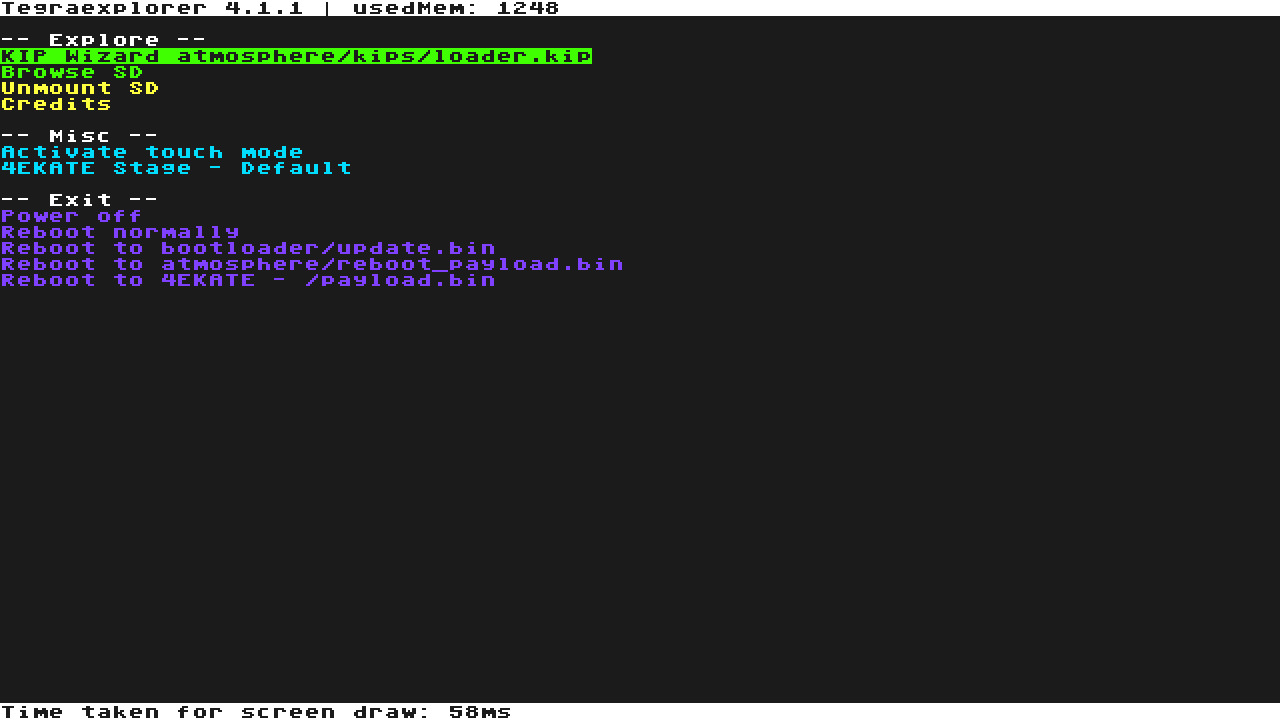 Tegraexplorer 4.1.1 | usedMem: 1248
-- Explore --
KIP Wizard atmosphere/kips/loader.kip
Browse SD
Unmount SD
Credits
-- Misc --
Activate touch mode
4EKATE Stage - Default
-- Exit --
Power off
Reboot normally
Reboot to bootloader/update.bin
Reboot to atmosphere/reboot_payload.bin
Reboot to 4EKATE - /payload.bin
Time taken for screen draw: 58ms